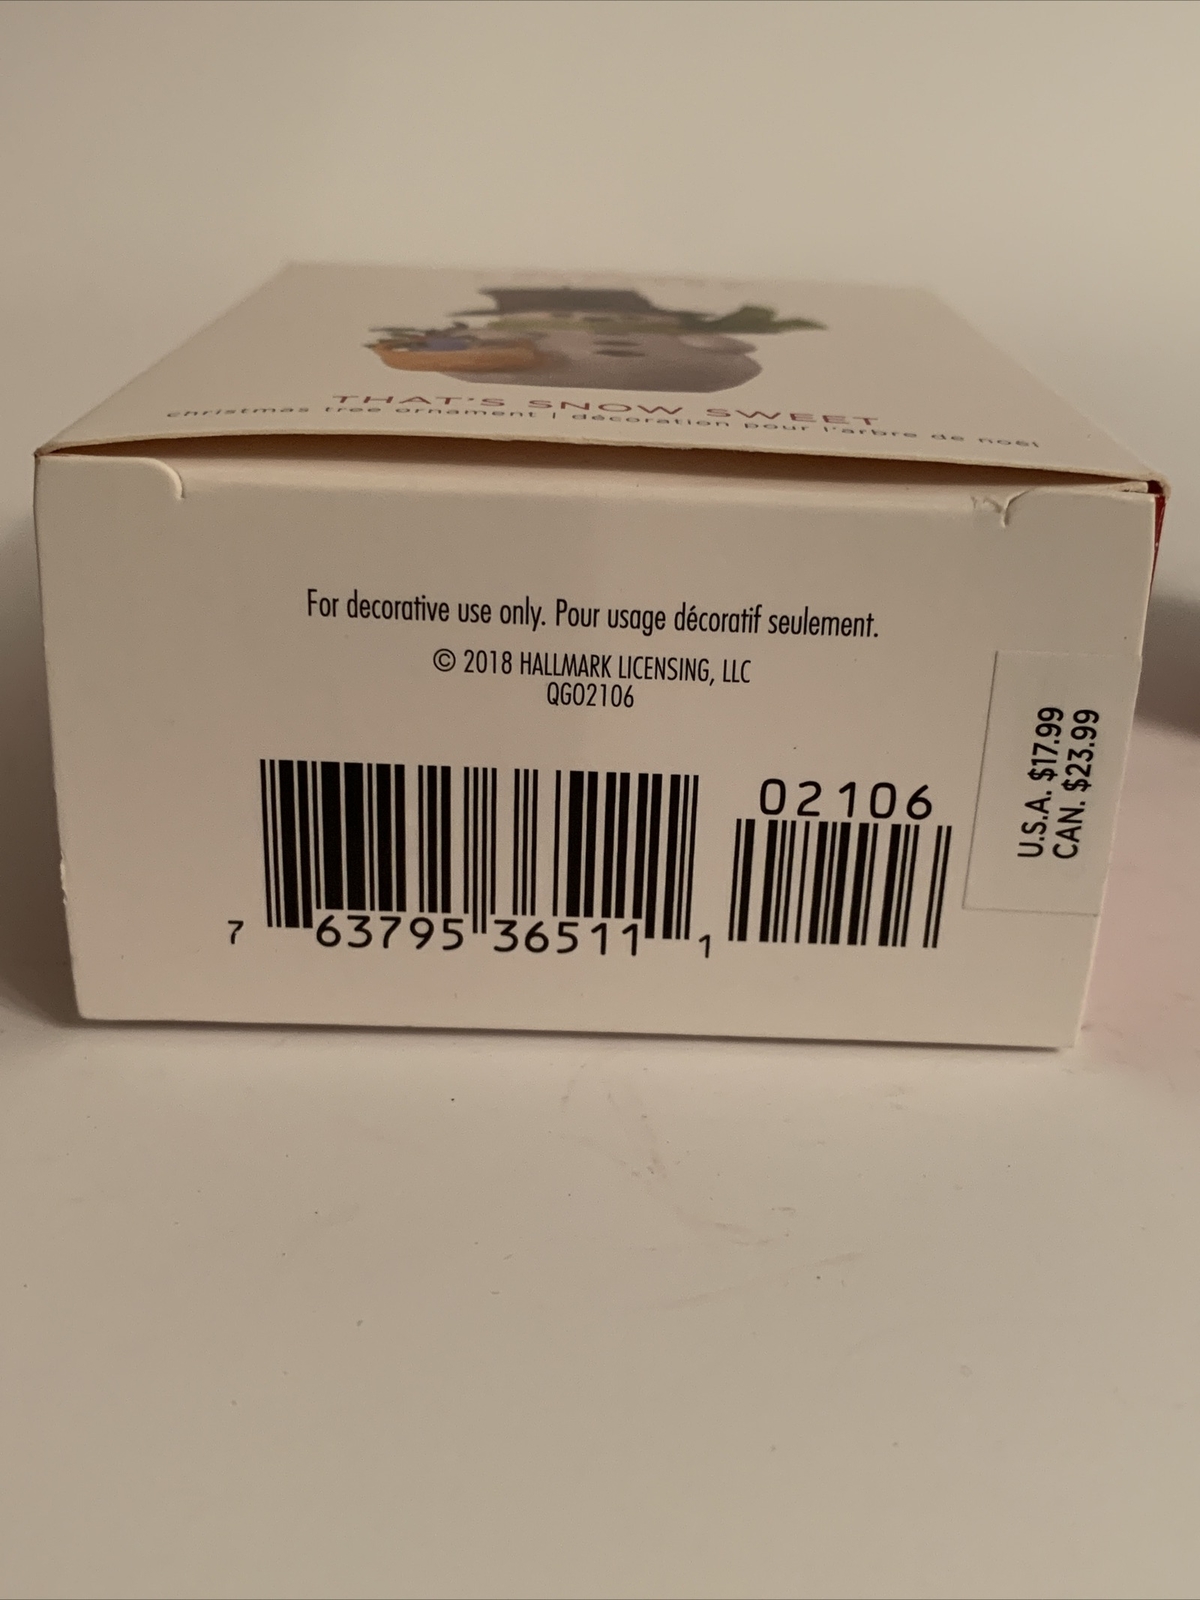 THAT'S SNOW SWEET
christmas tree ornament | décoration pour l'arbre de noël
For decorative use only. Pour usage décoratif seulement.
© 2018 HALLMARK LICENSING, LLC
QGO2106
02106
7 63795 36511 1
U.S.A. $17.99
CAN. $23.99